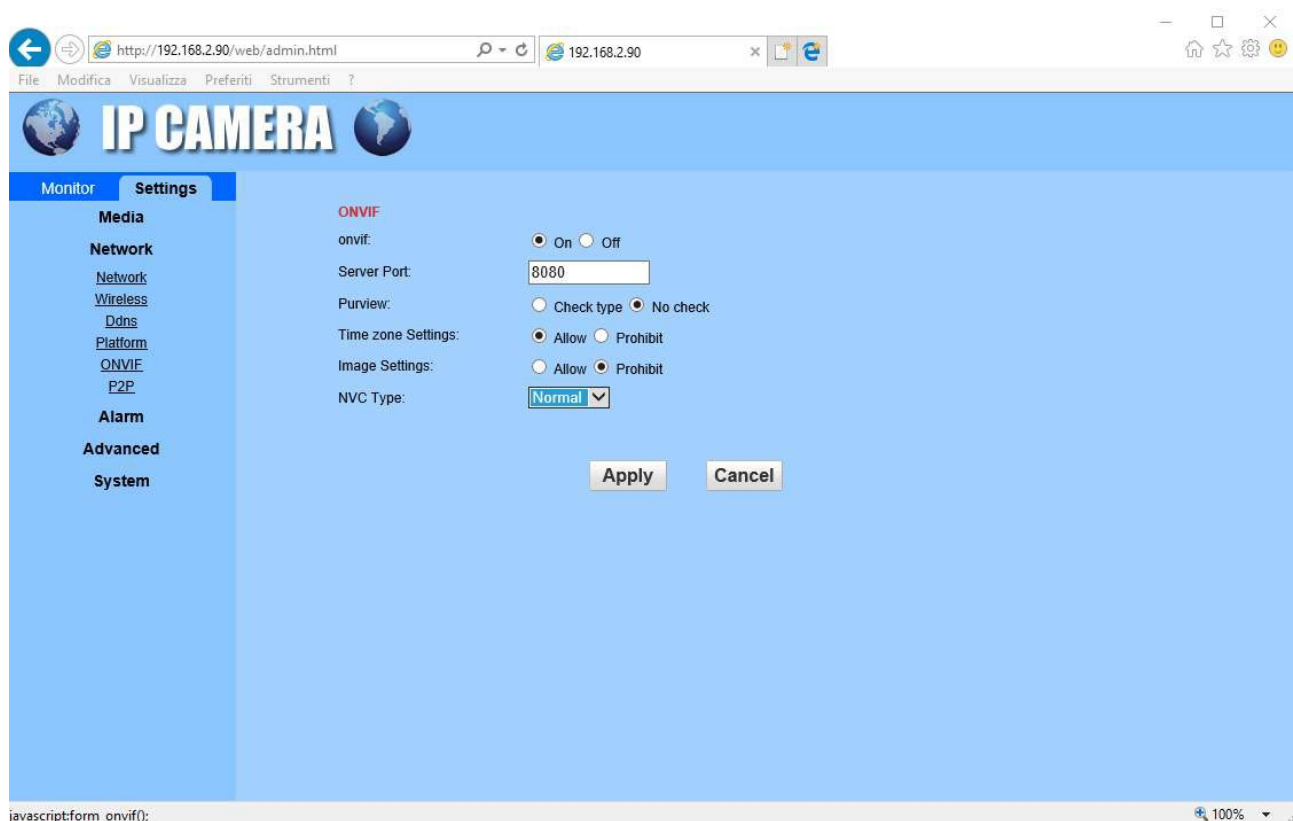 http://192.168.2.90/web/admin.html
192.168.2.90
File Modifica Visualizza Preferiti Strumenti ?
IP CAMERA
Monitor Settings
Media
Network
Network
Wireless
Ddns
Platform
ONVIF
P2P
Alarm
Advanced
System
ONVIF
onvif: On Off
Server Port: 8080
Purview: Check type No check
Time zone Settings: Allow Prohibit
Image Settings: Allow Prohibit
NVC Type: Normal
Apply Cancel
javascript:form_onvif();
100%